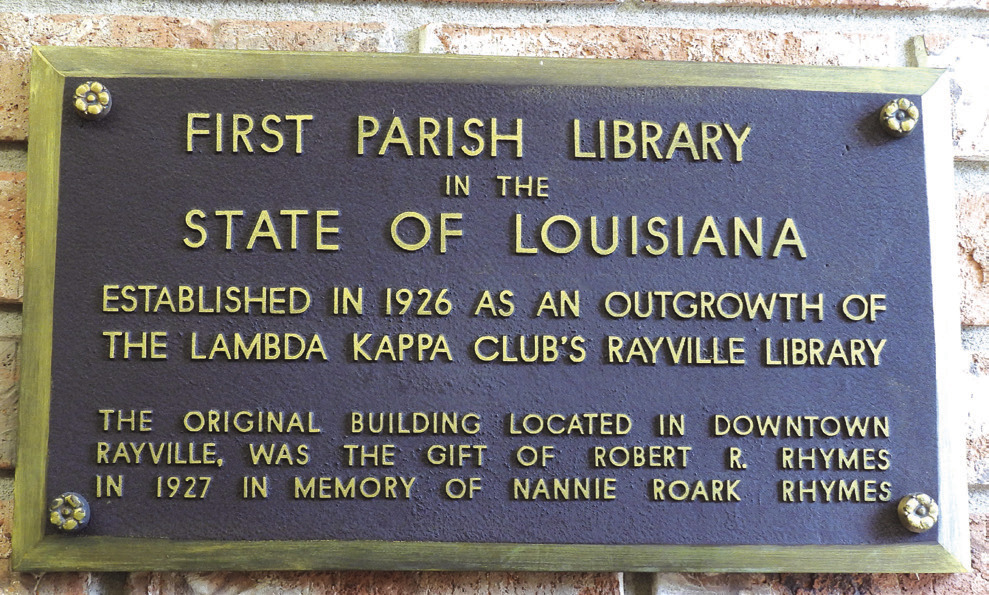 FIRST PARISH LIBRARY
IN THE
STATE OF LOUISIANA
ESTABLISHED IN 1926 AS AN OUTGROWTH OF
THE LAMBDA KAPPA CLUB'S RAYVILLE LIBRARY
THE ORIGINAL BUILDING LOCATED IN DOWNTOWN
RAYVILLE, WAS THE GIFT OF ROBERT R. RHYMES
IN 1927 IN MEMORY OF NANNIE ROARK RHYMES